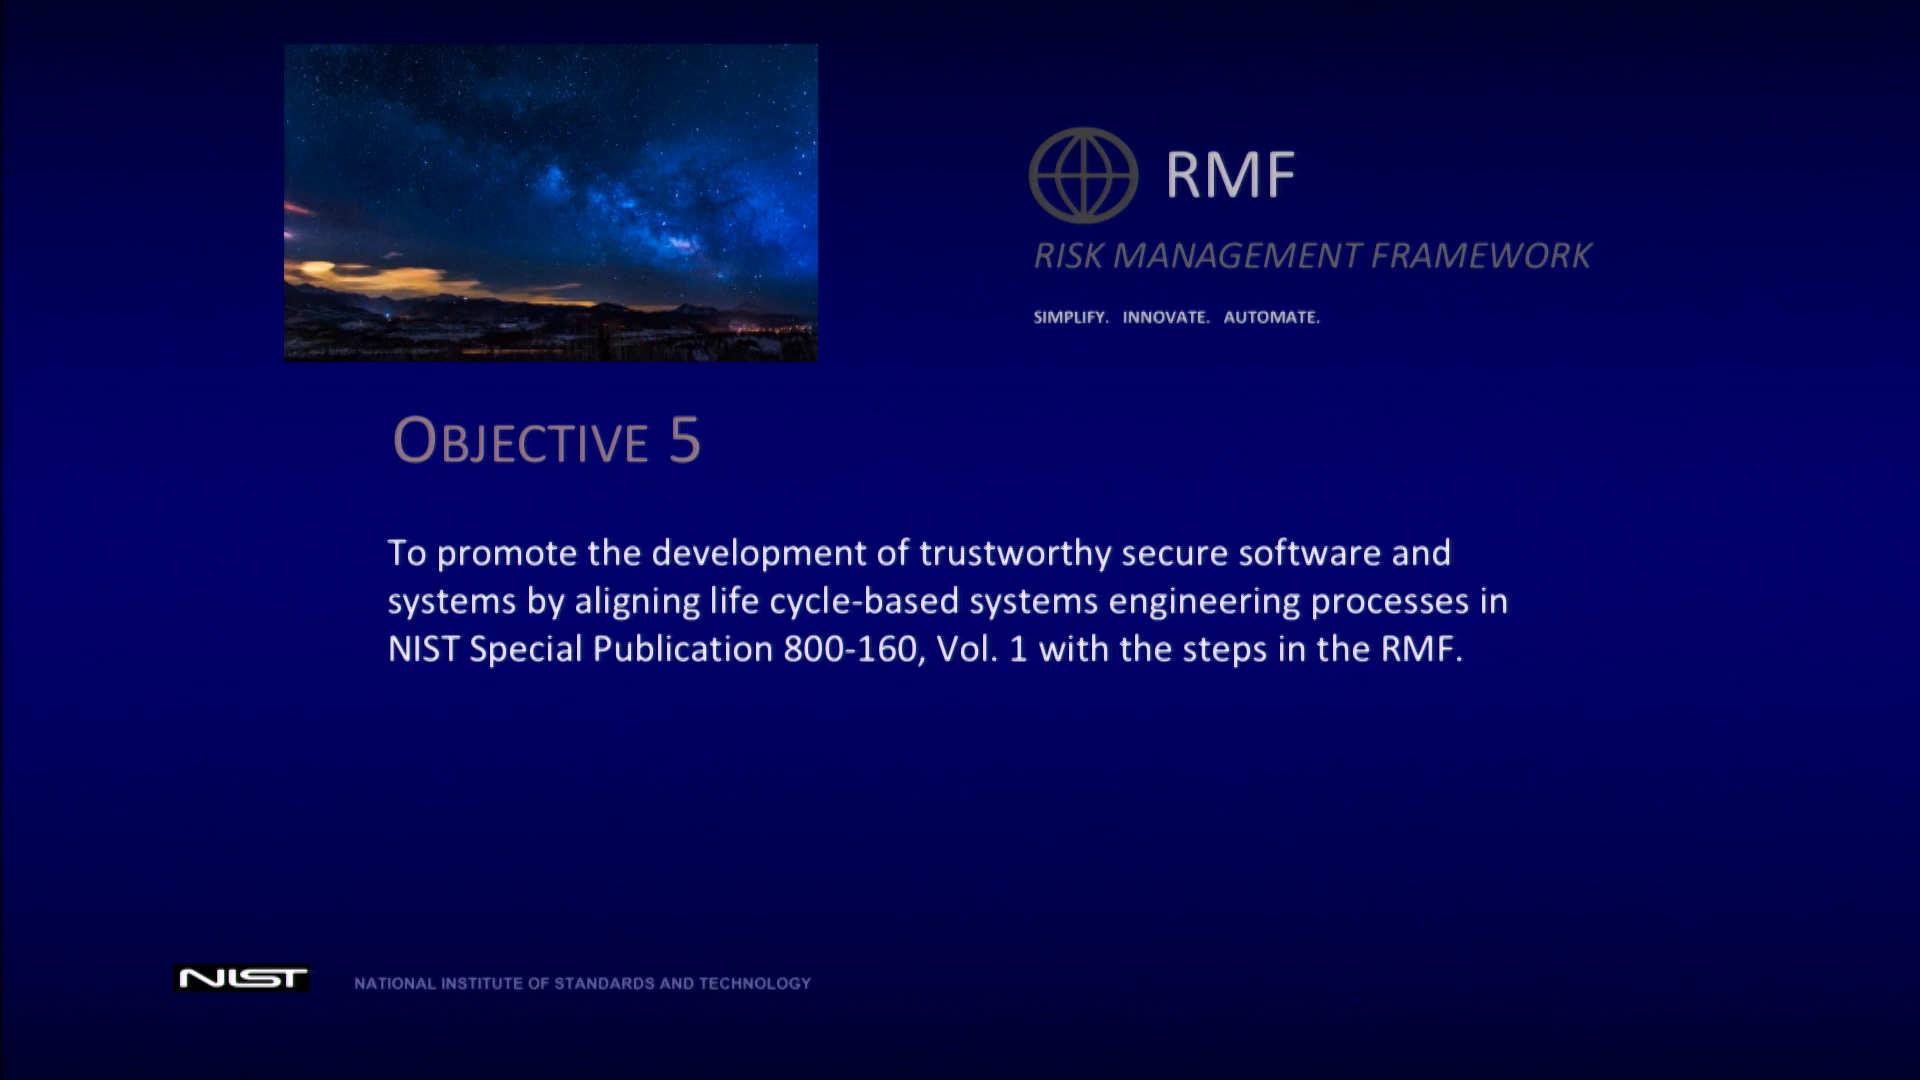 RMF
RISK MANAGEMENT FRAMEWORK
SIMPLIFY. INNOVATE. AUTOMATE.
OBJECTIVE 5
To promote the development of trustworthy secure software and
systems by aligning life cycle-based systems engineering processes in
NIST Special Publication 800-160, Vol. 1 with the steps in the RMF.
NIST NATIONAL INSTITUTE OF STANDARDS AND TECHNOLOGY